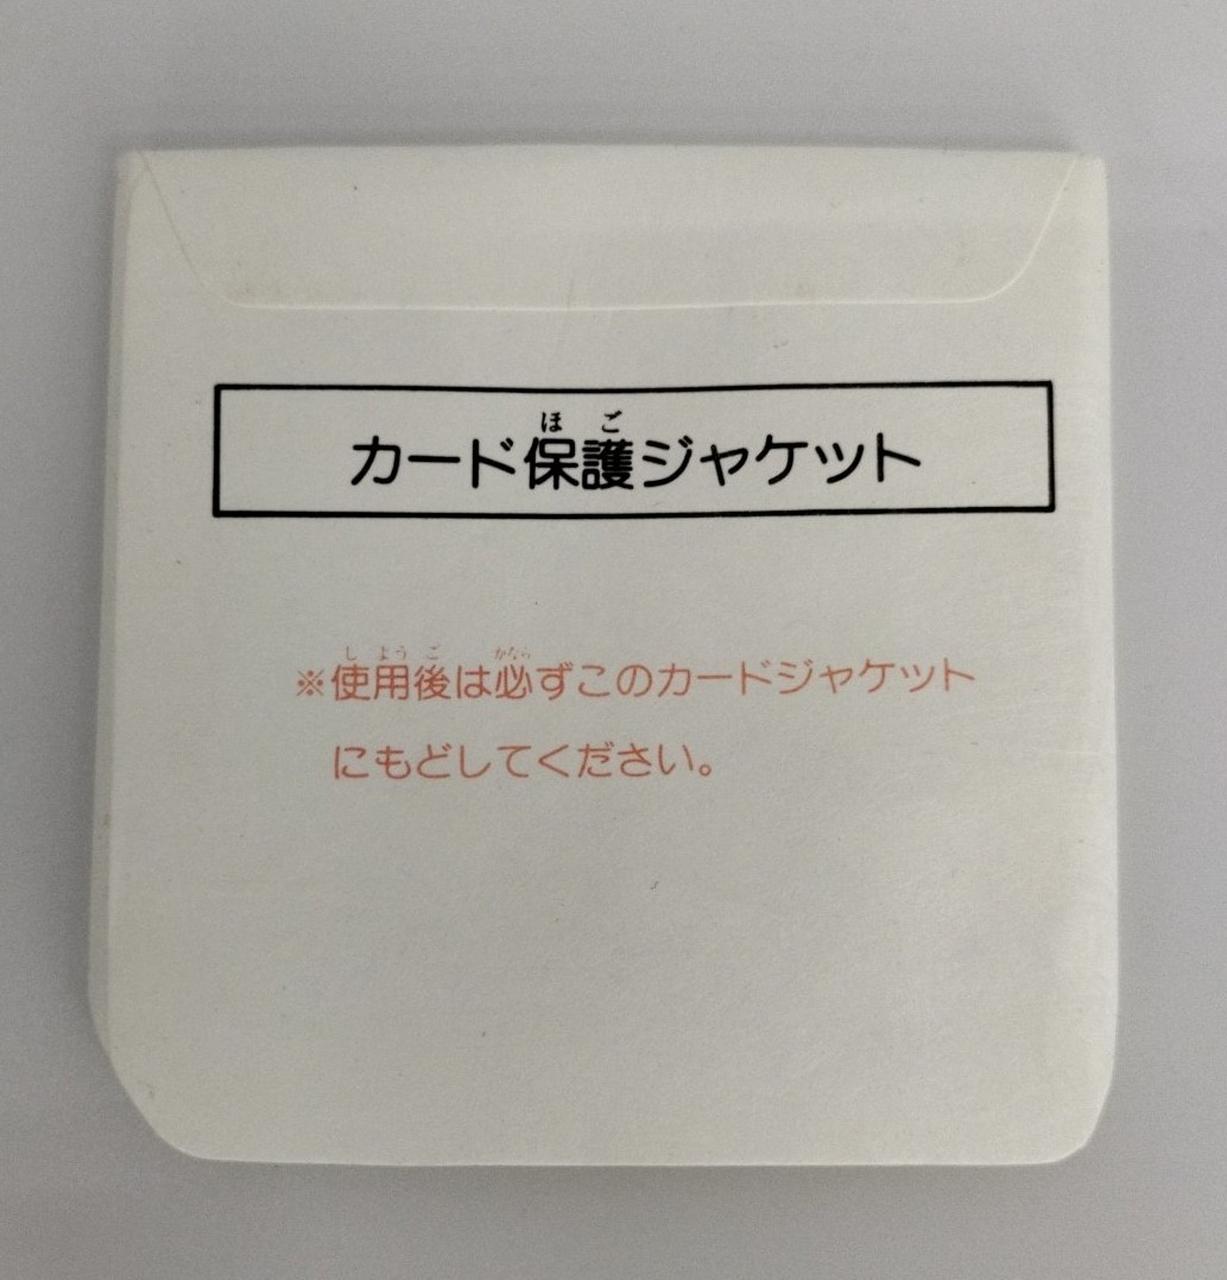 ほご
カード保護ジャケット
しようご かなら
※使用後は必ずこのカードジャケット
にもどしてください。